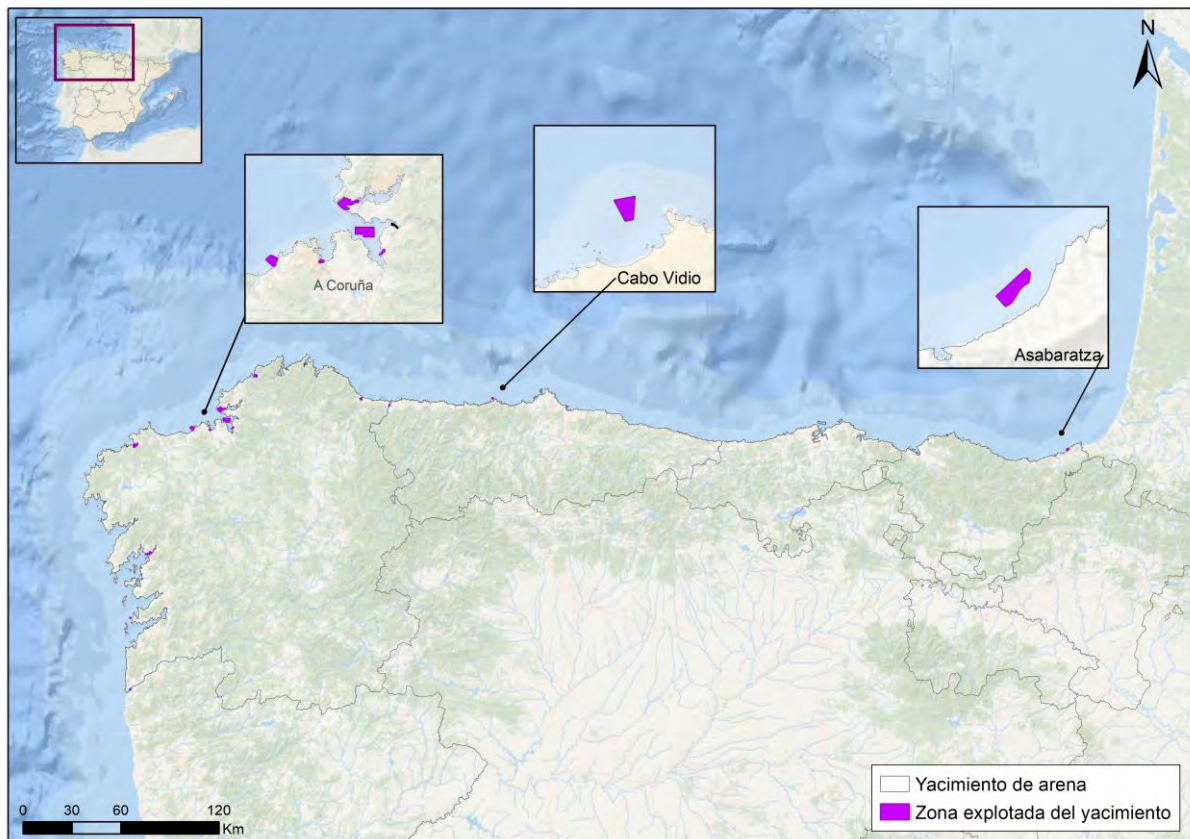 N
A Coruña
Cabo Vidio
Asabaratza
Yacimiento de arena
Zona explotada del yacimiento
0 30 60 120
Km